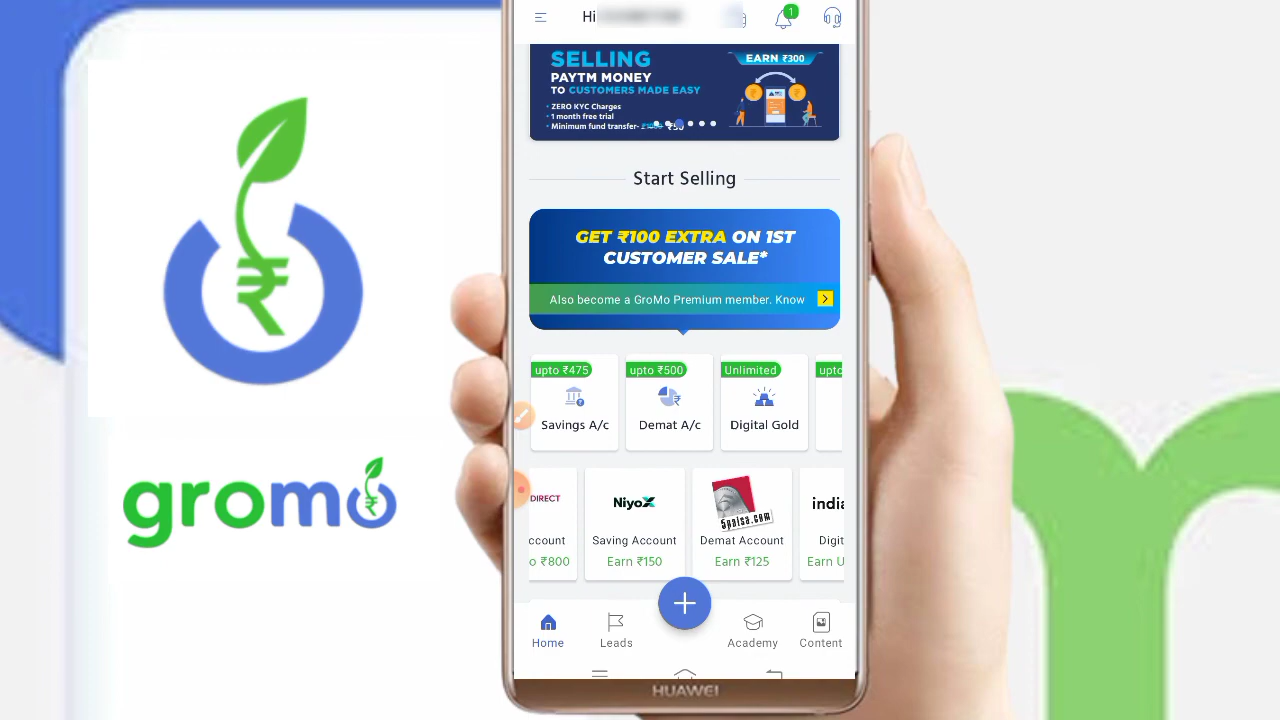 Hi
1
SELLING
PAYTM MONEY
TO CUSTOMERS MADE EASY
• ZERO KYC Charges
• 1 month free trial
• Minimum fund transfer-
EARN ₹300
Start Selling
GET ₹100 EXTRA ON 1ST
CUSTOMER SALE*
Also become a GroMo Premium member. Know
upto ₹475
Savings A/c
upto ₹500
Demat A/c
Unlimited
Digital Gold
upto
DIRECT
ccount
o ₹800
NiyoX
Saving Account
Earn ₹150
5paisa.com
Demat Account
Earn ₹125
india
Digit
Earn U
Home
Leads
Academy
Content
HUAWEI
₹
gromo